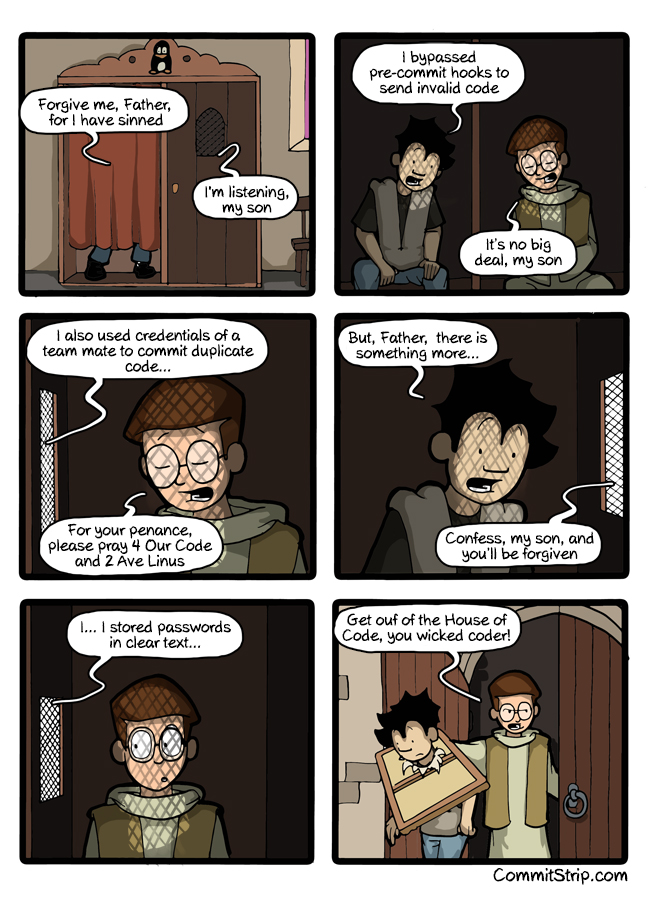 Forgive me, Father,
for I have sinned
I'm listening,
my son
I bypassed
pre-commit hooks to
send invalid code
It's no big
deal, my son
I also used credentials of a
team mate to commit duplicate
code...
For your penance,
please pray 4 Our Code
and 2 Ave Linus
But, Father, there is
something more...
Confess, my son, and
you'll be forgiven
I... I stored passwords
in clear text...
Get ouf of the House of
Code, you wicked coder!
CommitStrip.com